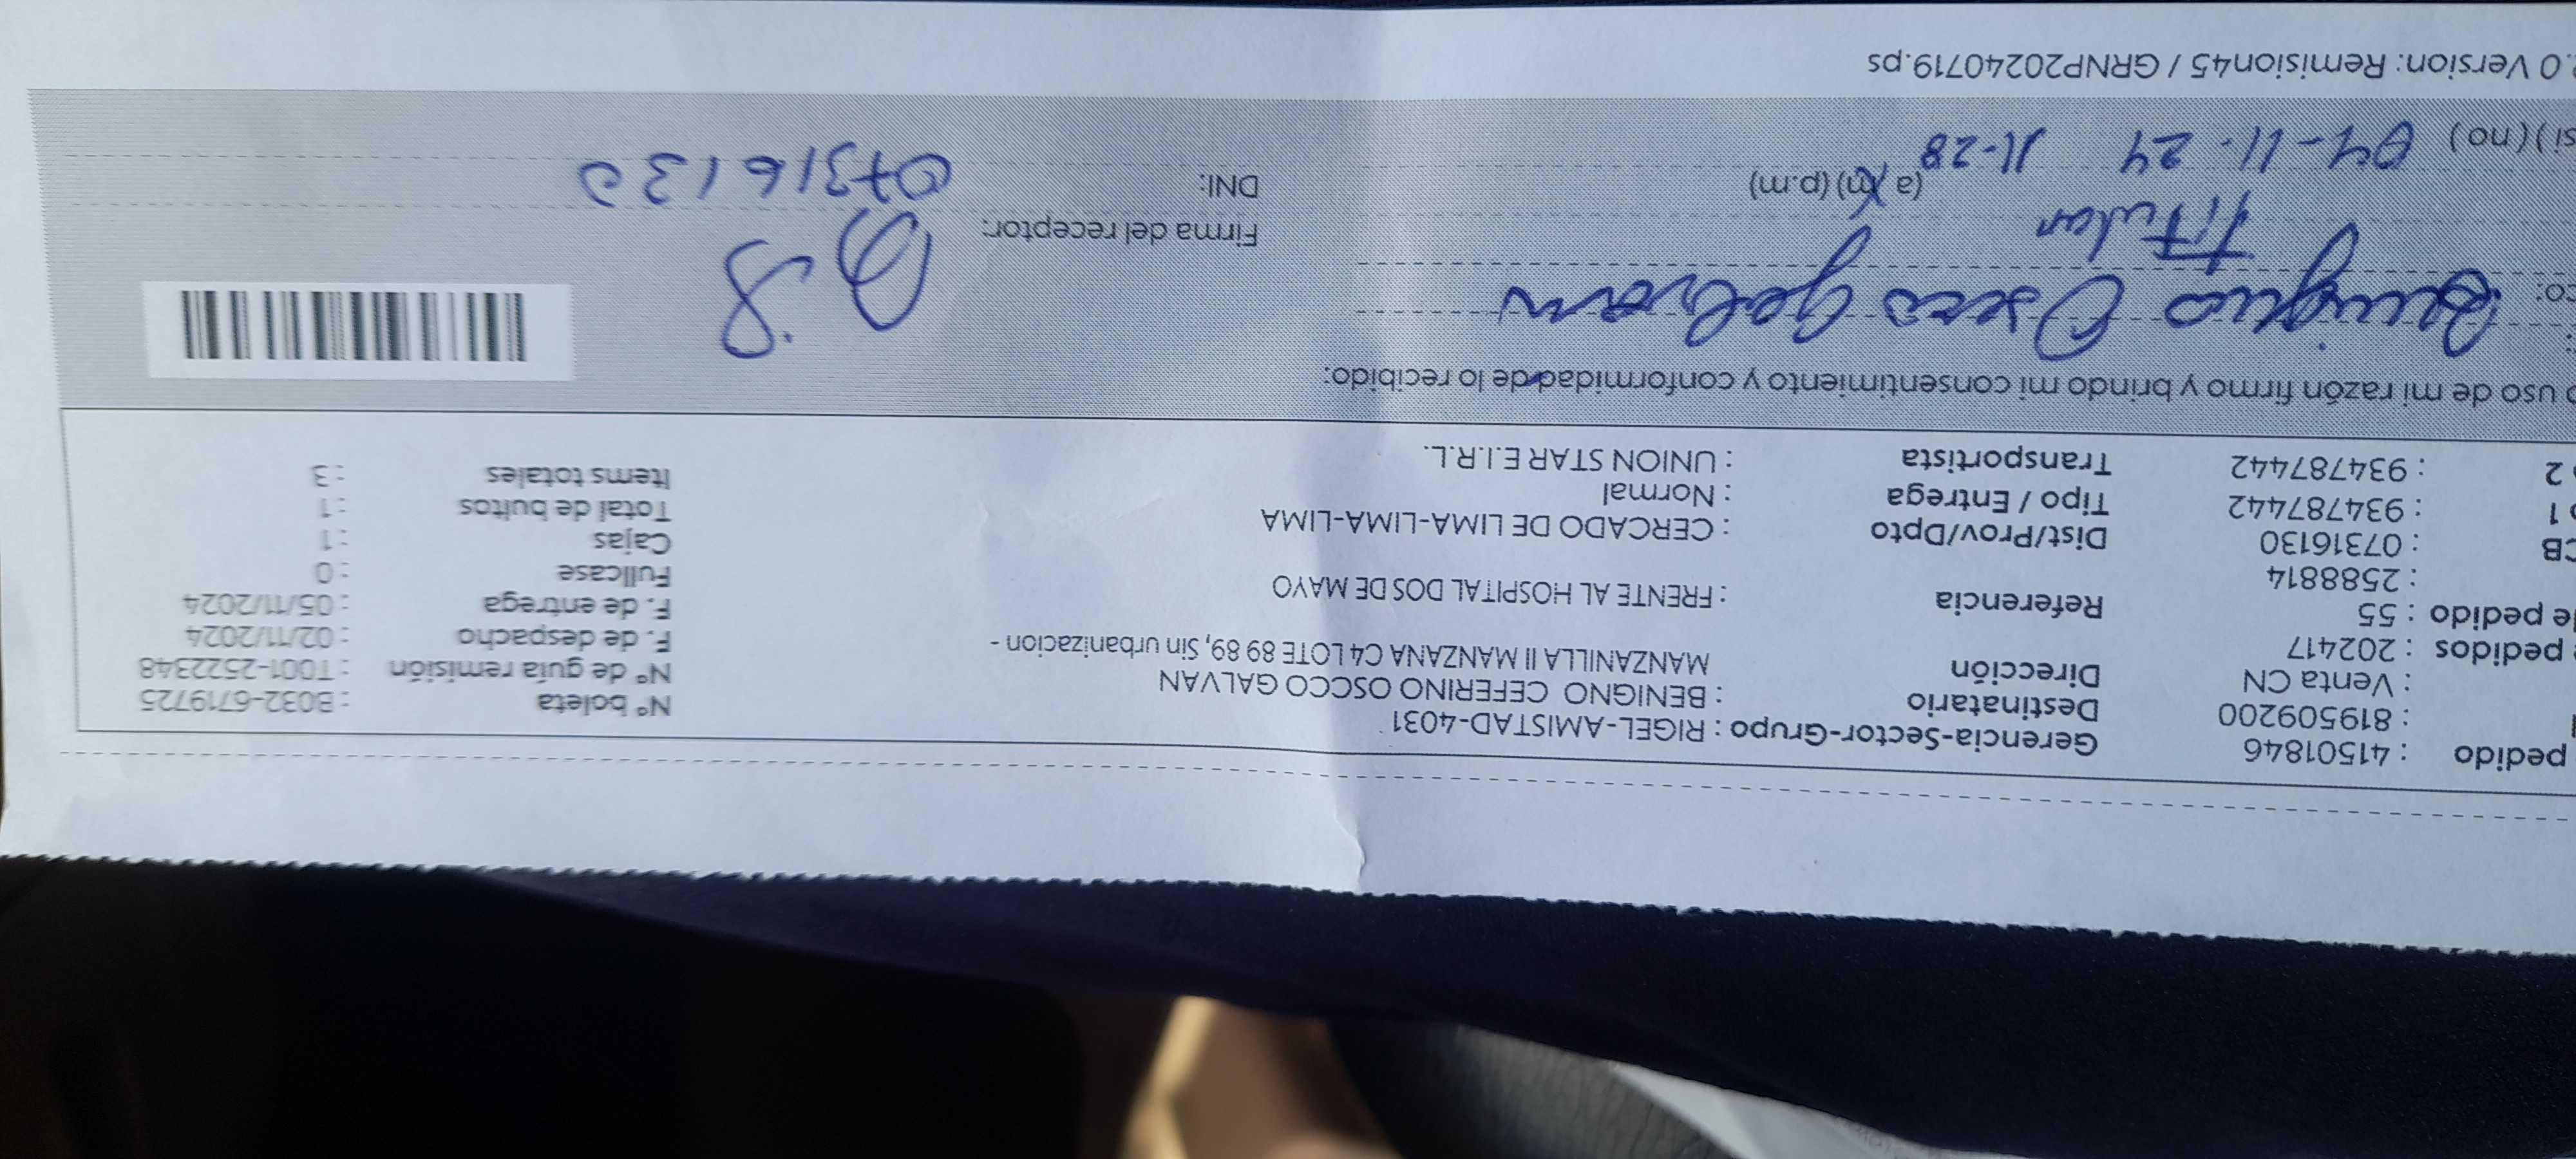 pedido : 41501846 Gerencia-Sector-Grupo : RIGEL-AMISTAD-4031
: 819509200 Destinatario : BENIGNO CEFERINO OSCCO GALVAN Nº boleta : B032-6719725
: Venta CN Dirección MANZANILLA II MANZANA C4 LOTE 89 89, Sin urbanizacion - Nº de guía remisión : T001-2522348
pedidos : 202417 F. de despacho : 02/11/2024
de pedido : 55 Referencia : FRENTE AL HOSPITAL DOS DE MAYO F. de entrega : 05/11/2024
: 2588814 Fullcase : 0
CB : 07316130 Dist/Prov/Dpto : CERCADO DE LIMA-LIMA-LIMA Cajas : 1
1 : 934787442 Tipo / Entrega : Normal Total de bultos : 1
2 : 934787442 Transportista : UNION STAR E.I.R.L. Items totales : 3
uso de mi razón firmo y brindo mi consentimiento y conformidad de lo recibido:
o: Benigno Oscco Galvan
Titular Firma del receptor:
si ) ( no ) 04-11-24 11-28 (a.m) (p.m) DNI: 07316130
.0 Version: Remision45 / GRNP20240719.ps